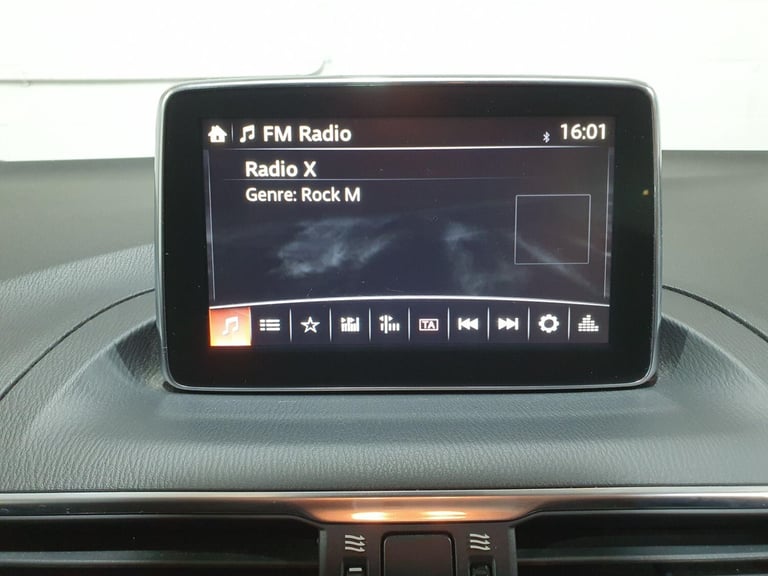 FM Radio 16:01
Radio X
Genre: Rock M
TA